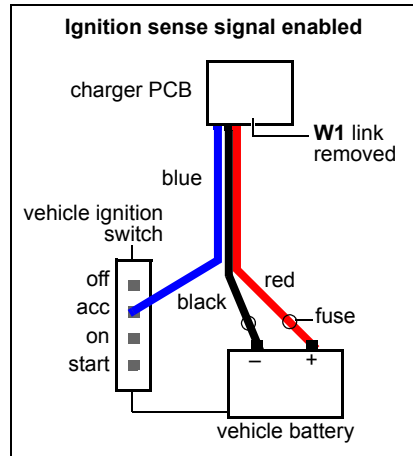 Ignition sense signal enabled
charger PCB
W1 link
removed
blue
vehicle ignition
switch
off
acc
on
start
red
black
fuse
– +
vehicle battery